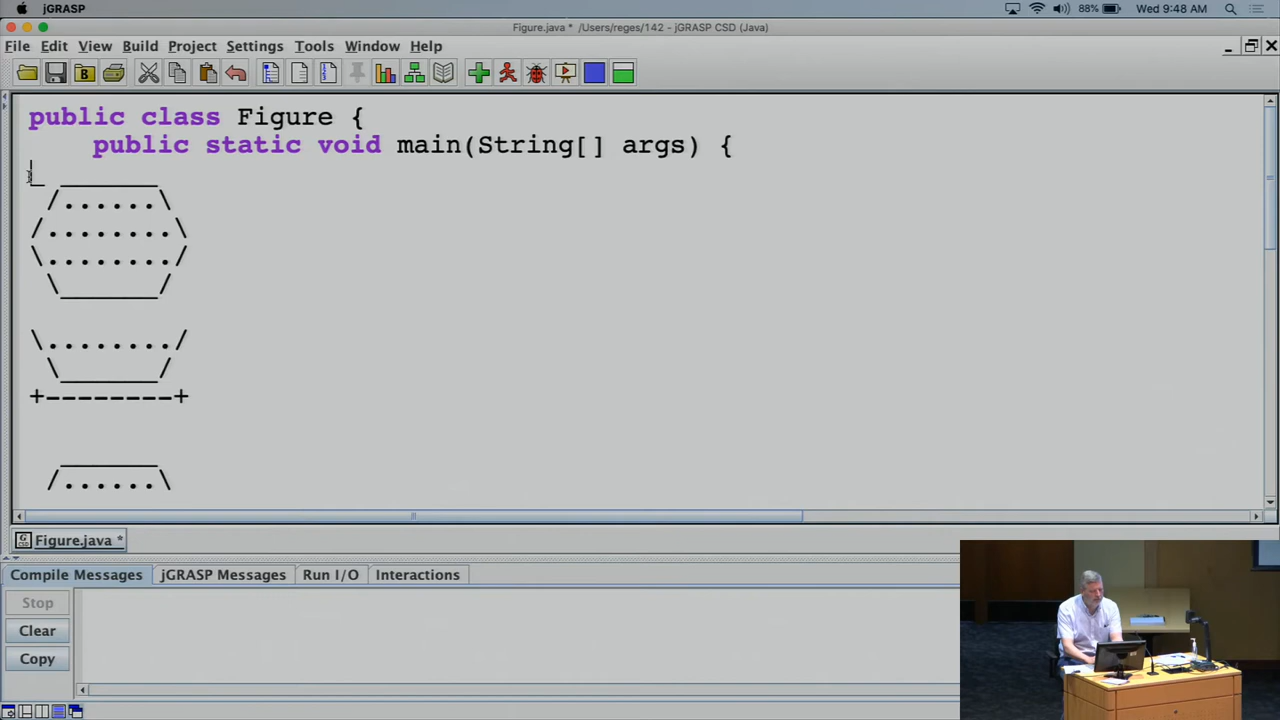 jGRASP
88%
Wed 9:48 AM
Figure.java * /Users/reges/142 - jGRASP CSD (Java)
File Edit View Build Project Settings Tools Window Help
public class Figure {
    public static void main(String[] args) {
  ______
 /......\
/........\
\......../
 \______/

\......../
 \______/
+--------+


  ______
 /......\
Figure.java *
Compile Messages jGRASP Messages Run I/O Interactions
Stop
Clear
Copy